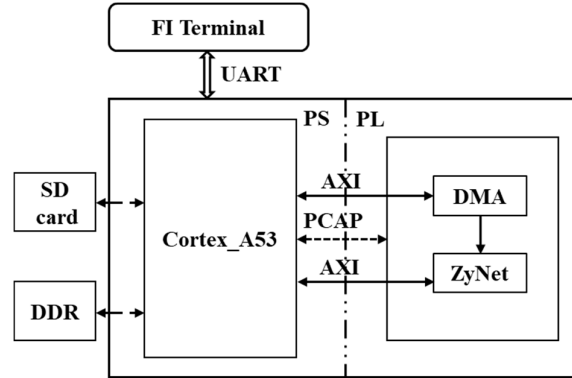 FI Terminal
UART
PS PL
SD
card
Cortex_A53
AXI
DMA
PCAP
AXI
ZyNet
DDR